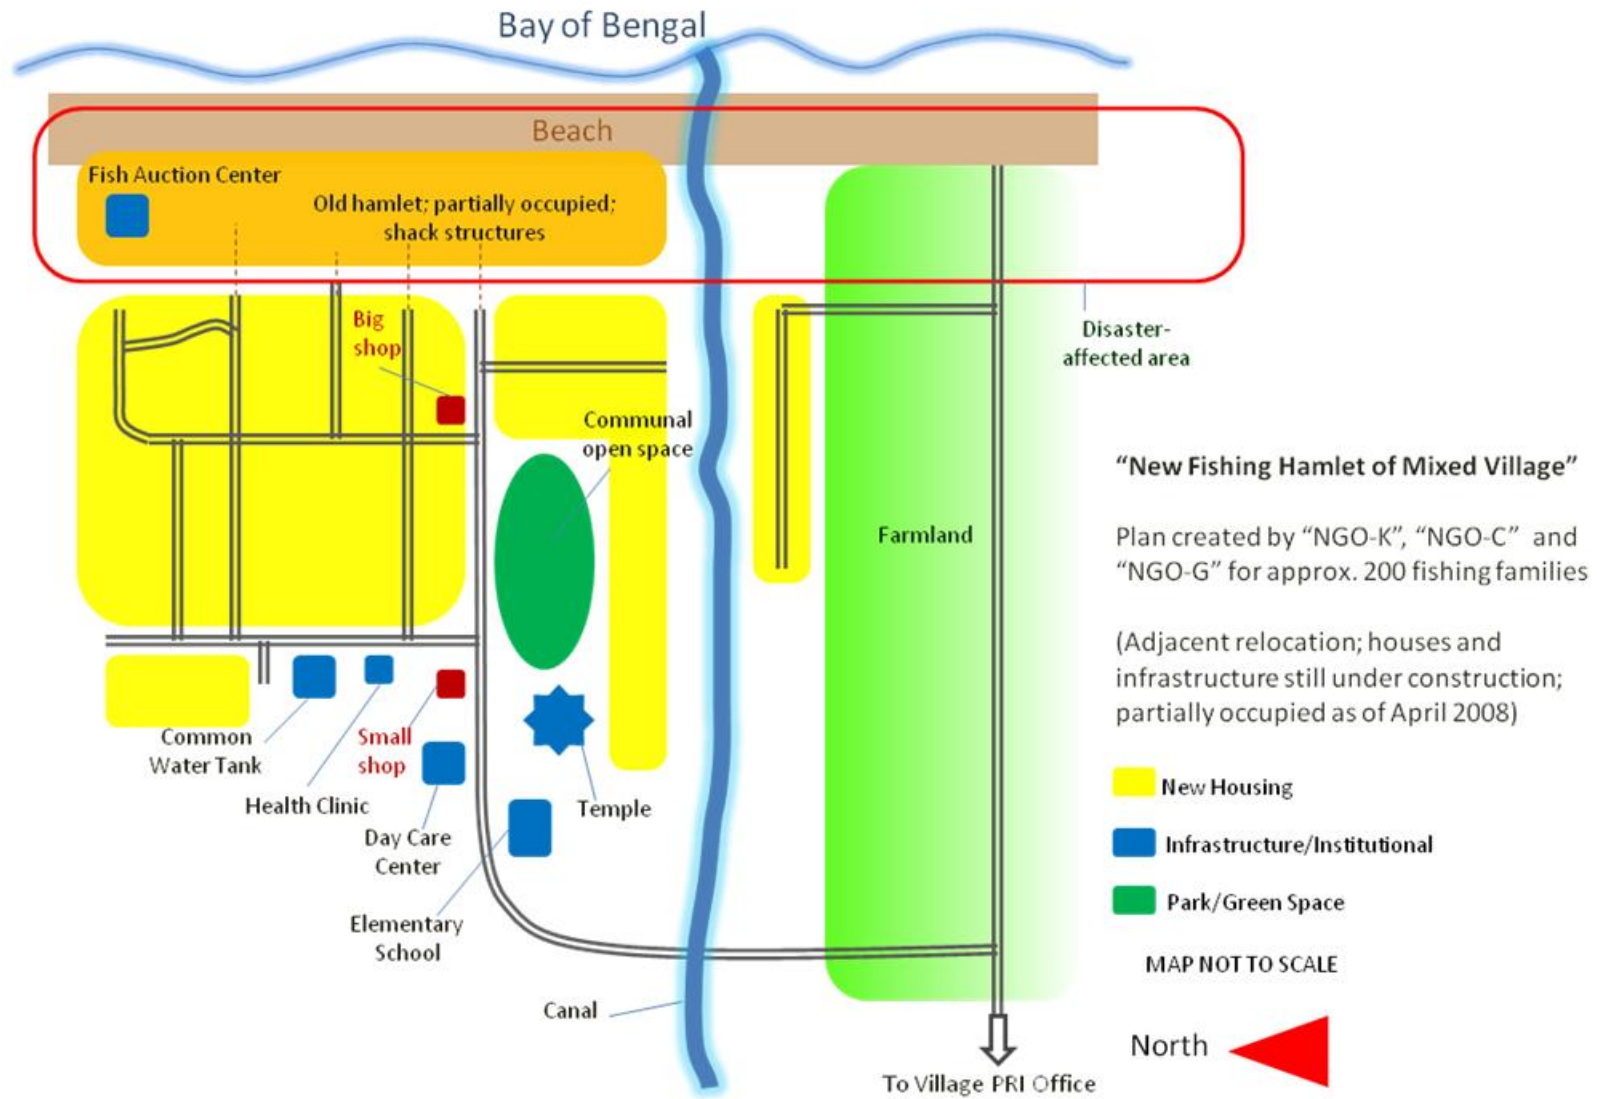 Bay of Bengal
Beach
Fish Auction Center
Old hamlet; partially occupied;
shack structures
Big
shop
Disaster-
affected area
Communal
open space
"New Fishing Hamlet of Mixed Village"
Plan created by "NGO-K", "NGO-C" and
"NGO-G" for approx. 200 fishing families
(Adjacent relocation; houses and
infrastructure still under construction;
partially occupied as of April 2008)
Farmland
Common
Water Tank
Small
shop
Health Clinic
Temple
Day Care
Center
Elementary
School
Canal
New Housing
Infrastructure/Institutional
Park/Green Space
MAP NOT TO SCALE
North
To Village PRI Office